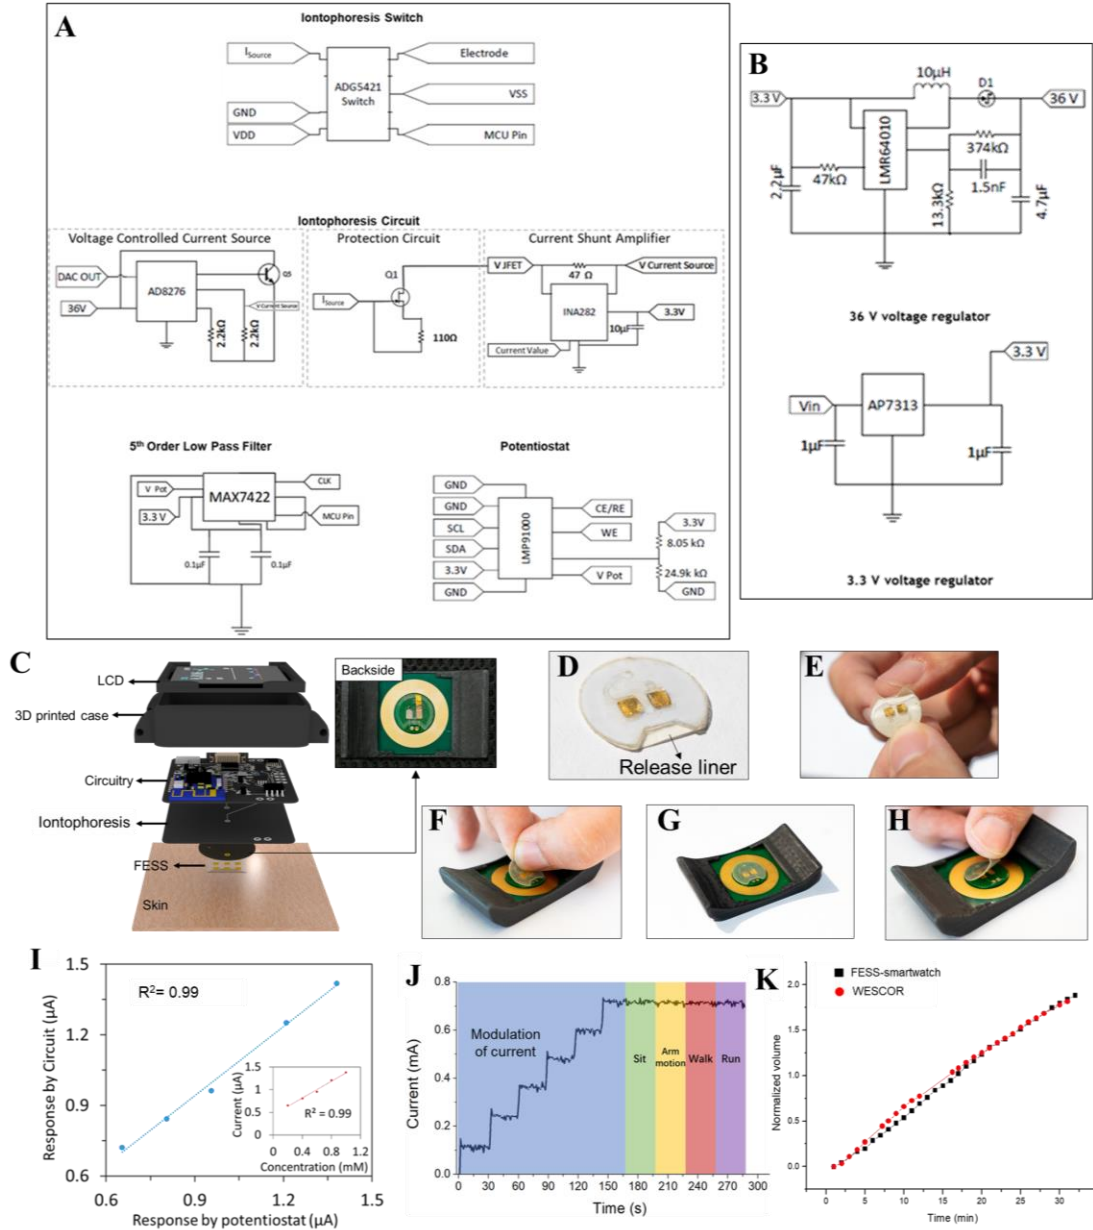 A
Iontophoresis Switch
I Source
GND
VDD
ADG5421
Switch
Electrode
VSS
MCU Pin
Iontophoresis Circuit
Voltage Controlled Current Source
DAC OUT
36V
AD8276
Q5
V Current Source
2.2kΩ
2.2kΩ
Protection Circuit
Q1
I Source
110Ω
Current Shunt Amplifier
V JFET
47 Ω
V Current Source
INA282
3.3V
10µF
Current Value
5th Order Low Pass Filter
V Pot
3.3 V
MAX7422
CLK
MCU Pin
0.1µF
0.1µF
Potentiostat
GND
GND
SCL
SDA
3.3V
GND
LMP91000
CE/RE
WE
V Pot
3.3V
8.05 kΩ
24.9k kΩ
GND
B
3.3 V
10µH
D1
36 V
LMR64010
2.2µF
47kΩ
374kΩ
1.5nF
13.3kΩ
4.7µF
36 V voltage regulator
3.3 V
Vin
AP7313
1µF
1µF
3.3 V voltage regulator
C
LCD
3D printed case
Circuitry
Iontophoresis
FESS
Skin
Backside
D
Release liner
E
F
G
H
I
Response by Circuit (µA)
1.5
1.2
0.9
0.6
R²= 0.99
Current (µA)
1.5
1
0.5
0
R² = 0.99
0 0.4 0.8 1.2
Concentration (mM)
0.6 0.9 1.2 1.5
Response by potentiostat (µA)
J
Current (mA)
0.8
0.6
0.4
0.2
0.0
Modulation
of current
Sit
Arm
motion
Walk
Run
0 30 60 90 120 150 180 210 240 270 300
Time (s)
K
FESS-smartwatch
WESCOR
Normalized volume
2.0
1.5
1.0
0.5
0.0
0 5 10 15 20 25 30
Time (min)